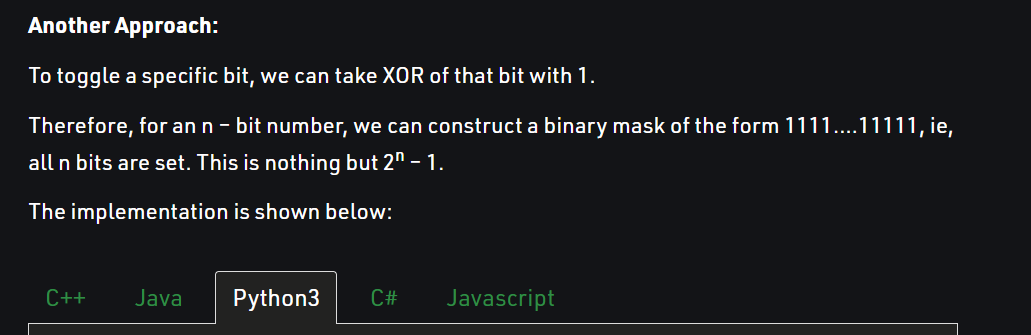 Another Approach:
To toggle a specific bit, we can take XOR of that bit with 1.
Therefore, for an n – bit number, we can construct a binary mask of the form 1111....11111, ie,
all n bits are set. This is nothing but 2ⁿ – 1.
The implementation is shown below:
C++ Java Python3 C# Javascript